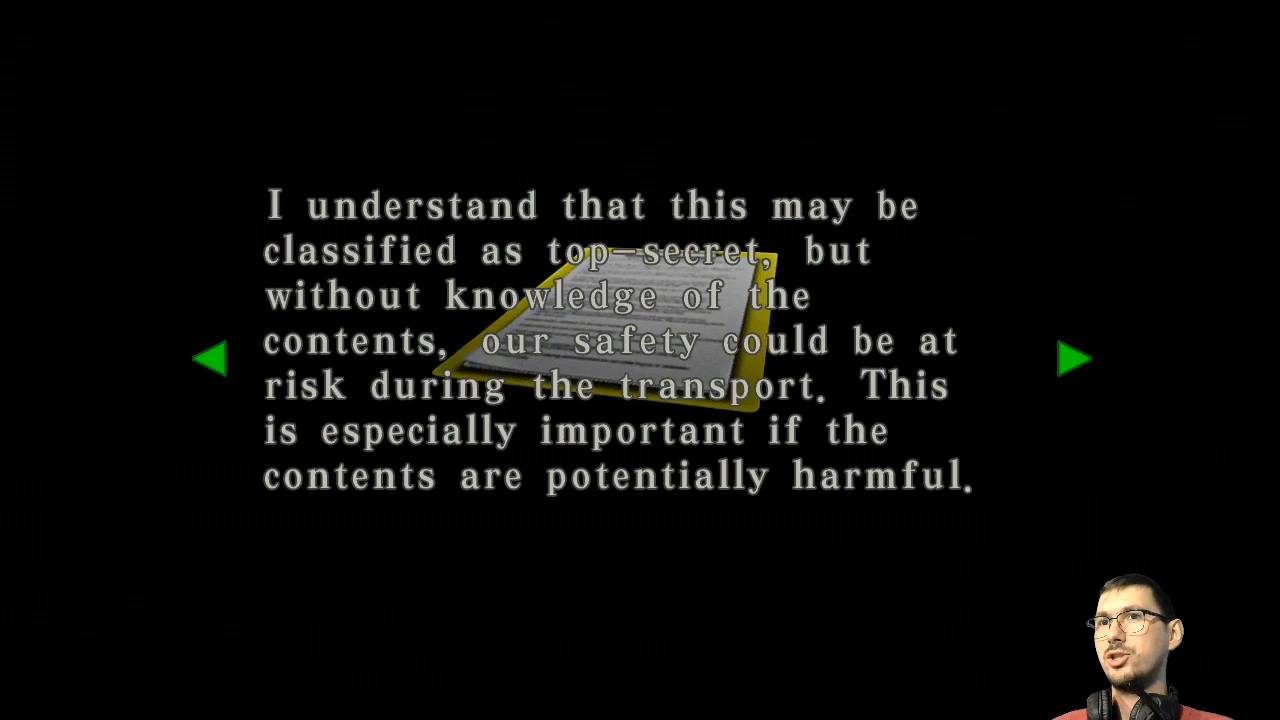 I understand that this may be
classified as top-secret, but
without knowledge of the
contents, our safety could be at
risk during the transport. This
is especially important if the
contents are potentially harmful.